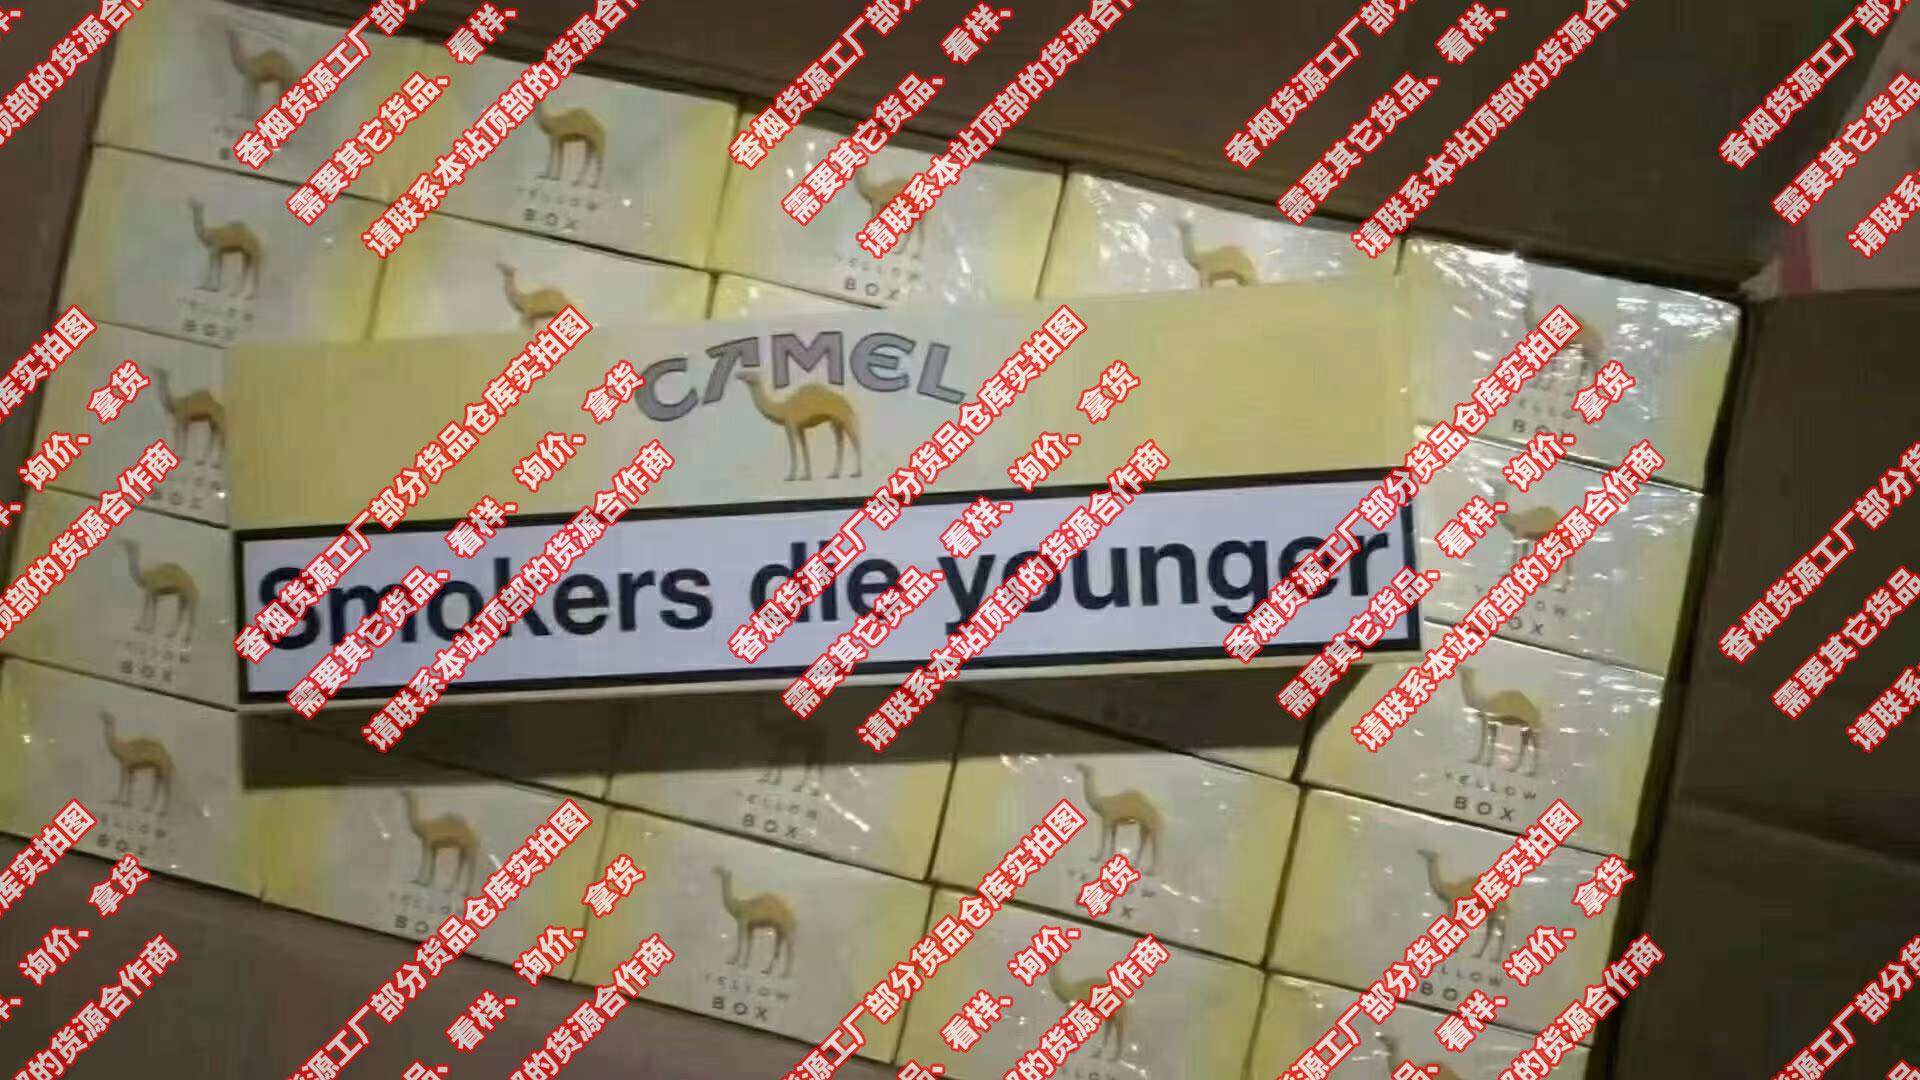 CAMEL
Smokers die younger
YELLOW
BOX
香烟货源工厂部分货品仓库实拍图
需要其它货品、看样、询价、拿货
请联系本站顶部的货源合作商